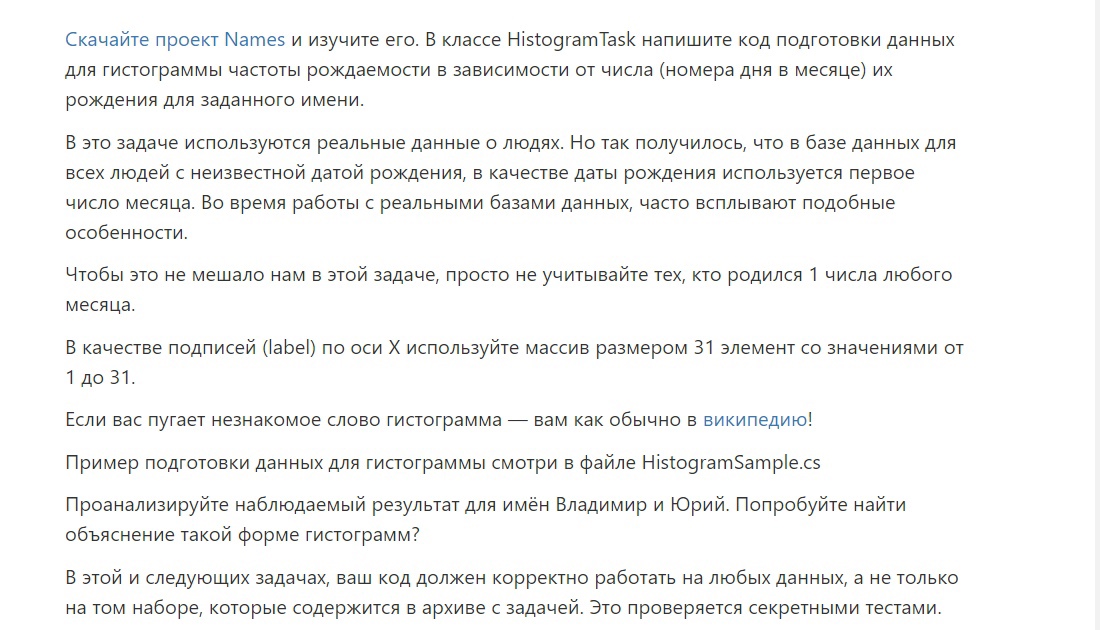 Скачайте проект Names и изучите его. В классе HistogramTask напишите код подготовки данных
для гистограммы частоты рождаемости в зависимости от числа (номера дня в месяце) их
рождения для заданного имени.
В это задаче используются реальные данные о людях. Но так получилось, что в базе данных для
всех людей с неизвестной датой рождения, в качестве даты рождения используется первое
число месяца. Во время работы с реальными базами данных, часто всплывают подобные
особенности.
Чтобы это не мешало нам в этой задаче, просто не учитывайте тех, кто родился 1 числа любого
месяца.
В качестве подписей (label) по оси X используйте массив размером 31 элемент со значениями от
1 до 31.
Если вас пугает незнакомое слово гистограмма — вам как обычно в википедию!
Пример подготовки данных для гистограммы смотри в файле HistogramSample.cs
Проанализируйте наблюдаемый результат для имён Владимир и Юрий. Попробуйте найти
объяснение такой форме гистограмм?
В этой и следующих задачах, ваш код должен корректно работать на любых данных, а не только
на том наборе, которые содержится в архиве с задачей. Это проверяется секретными тестами.